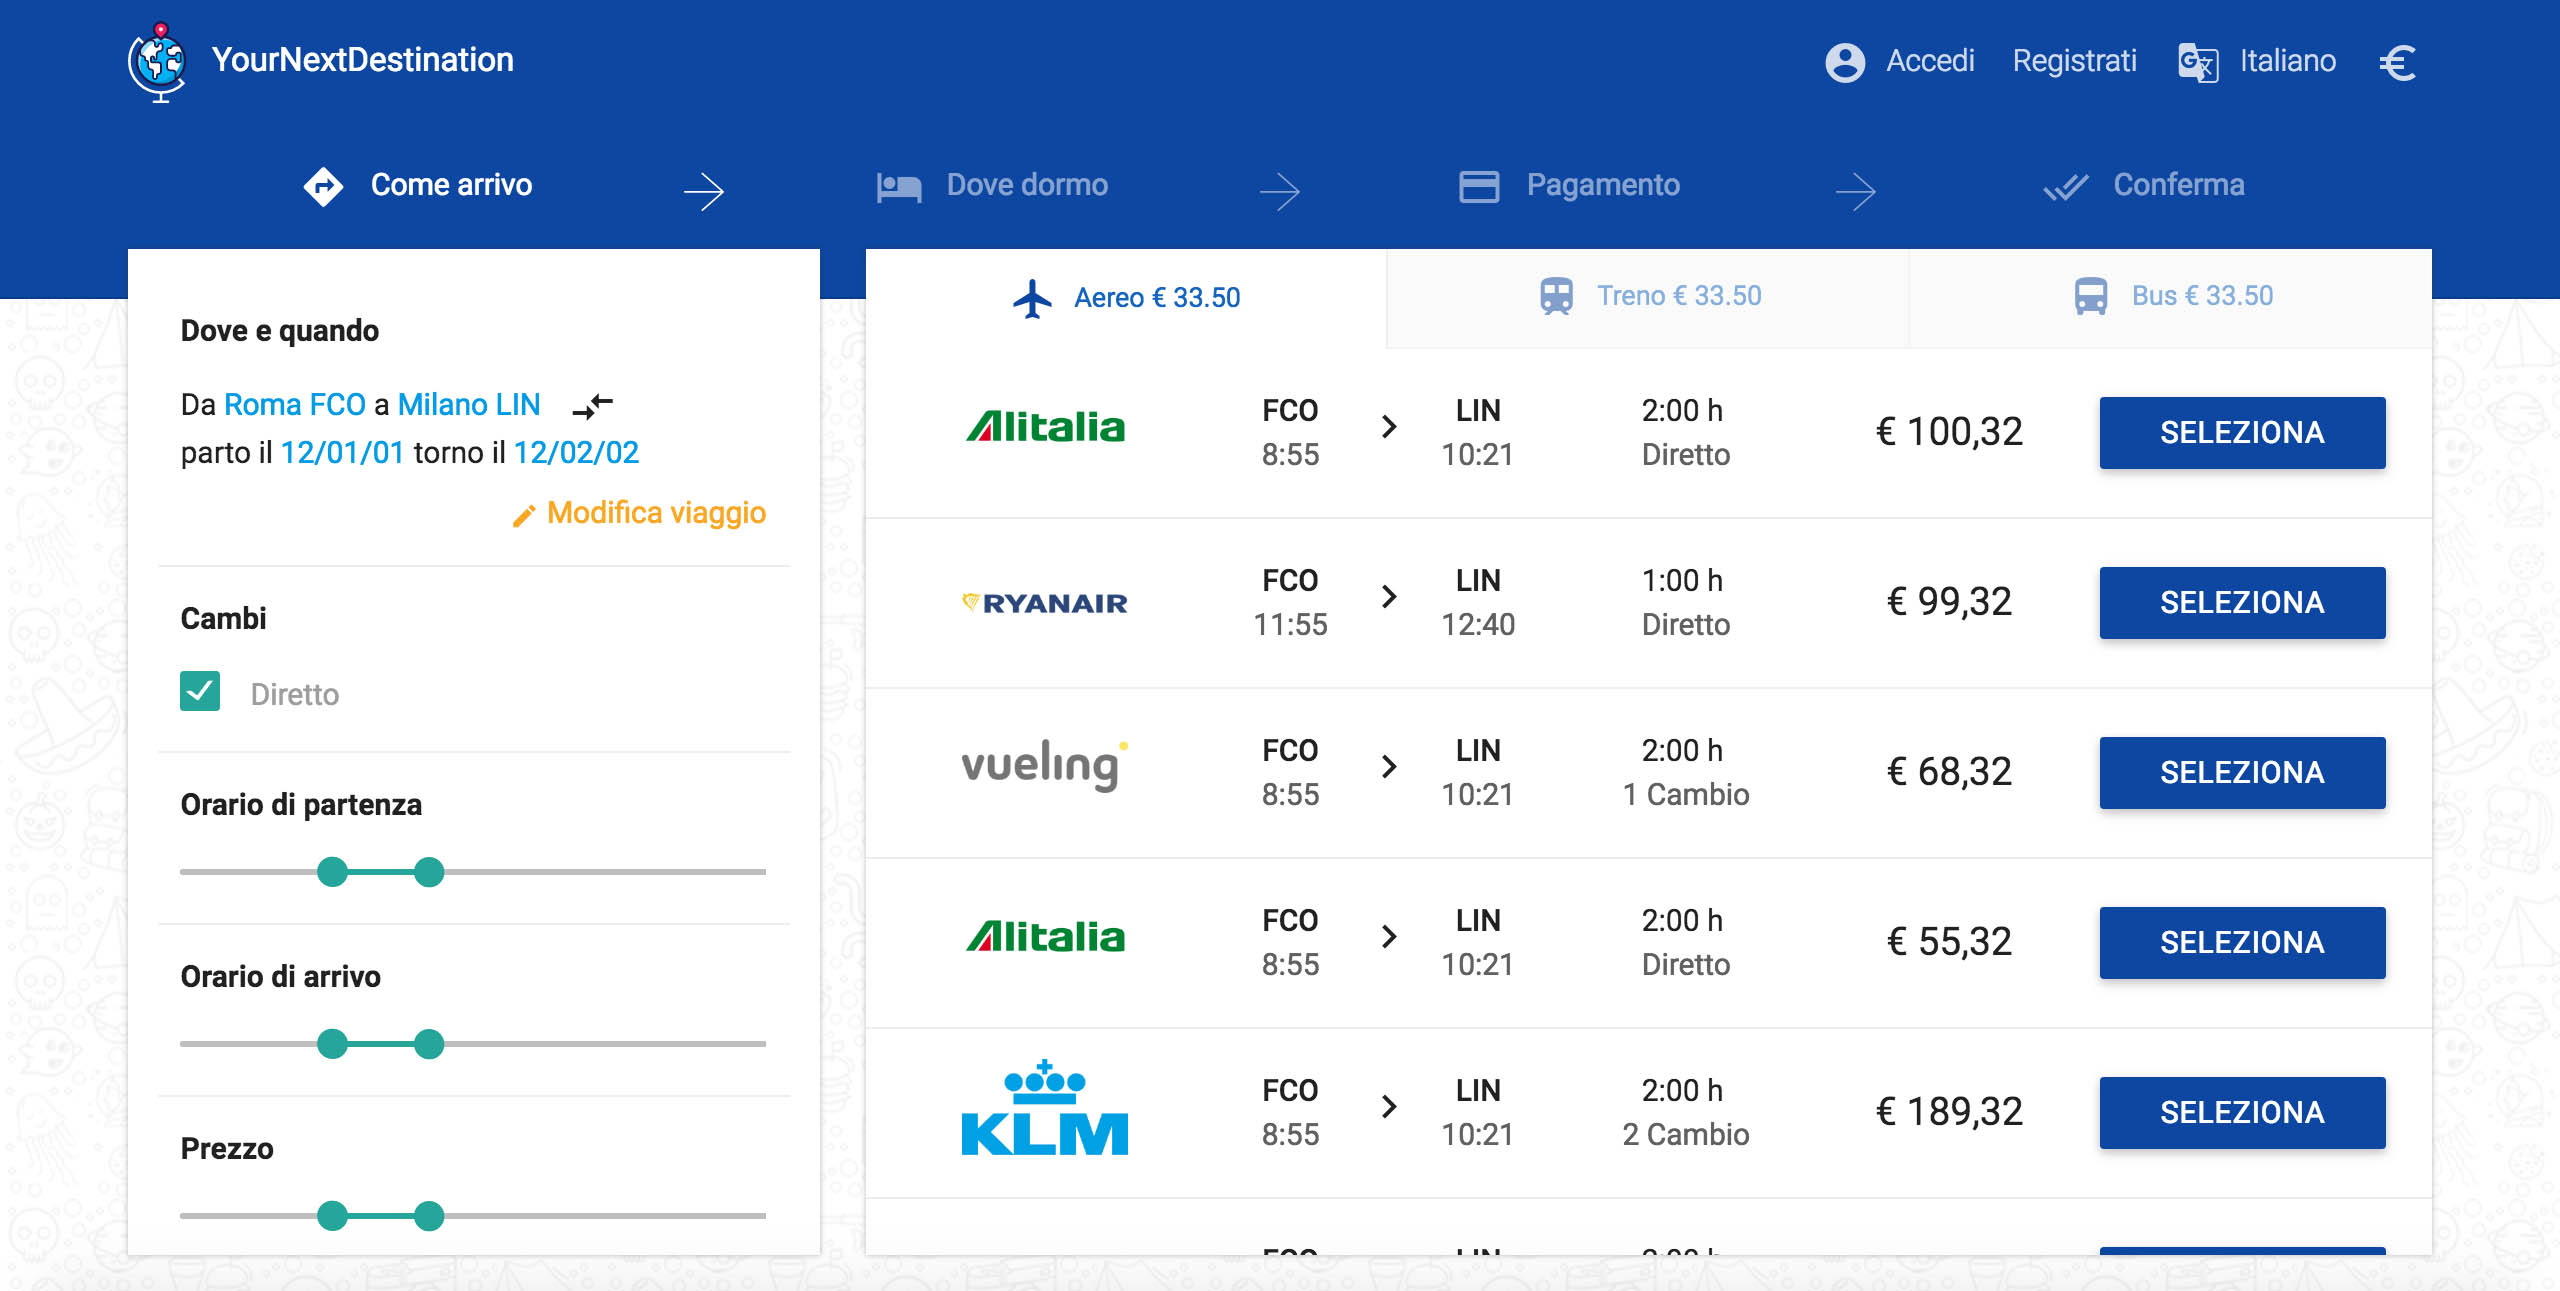 YourNextDestination
Accedi
Registrati
Italiano
€
Come arrivo
Dove dormo
Pagamento
Conferma
Dove e quando
Da Roma FCO a Milano LIN
parto il 12/01/01 torno il 12/02/02
Modifica viaggio
Cambi
Diretto
Orario di partenza
Orario di arrivo
Prezzo
Aereo € 33.50
Treno € 33.50
Bus € 33.50
Alitalia
FCO
8:55
LIN
10:21
2:00 h
Diretto
€ 100,32
SELEZIONA
RYANAIR
FCO
11:55
LIN
12:40
1:00 h
Diretto
€ 99,32
SELEZIONA
vueling
FCO
8:55
LIN
10:21
2:00 h
1 Cambio
€ 68,32
SELEZIONA
Alitalia
FCO
8:55
LIN
10:21
2:00 h
Diretto
€ 55,32
SELEZIONA
KLM
FCO
8:55
LIN
10:21
2:00 h
2 Cambio
€ 189,32
SELEZIONA